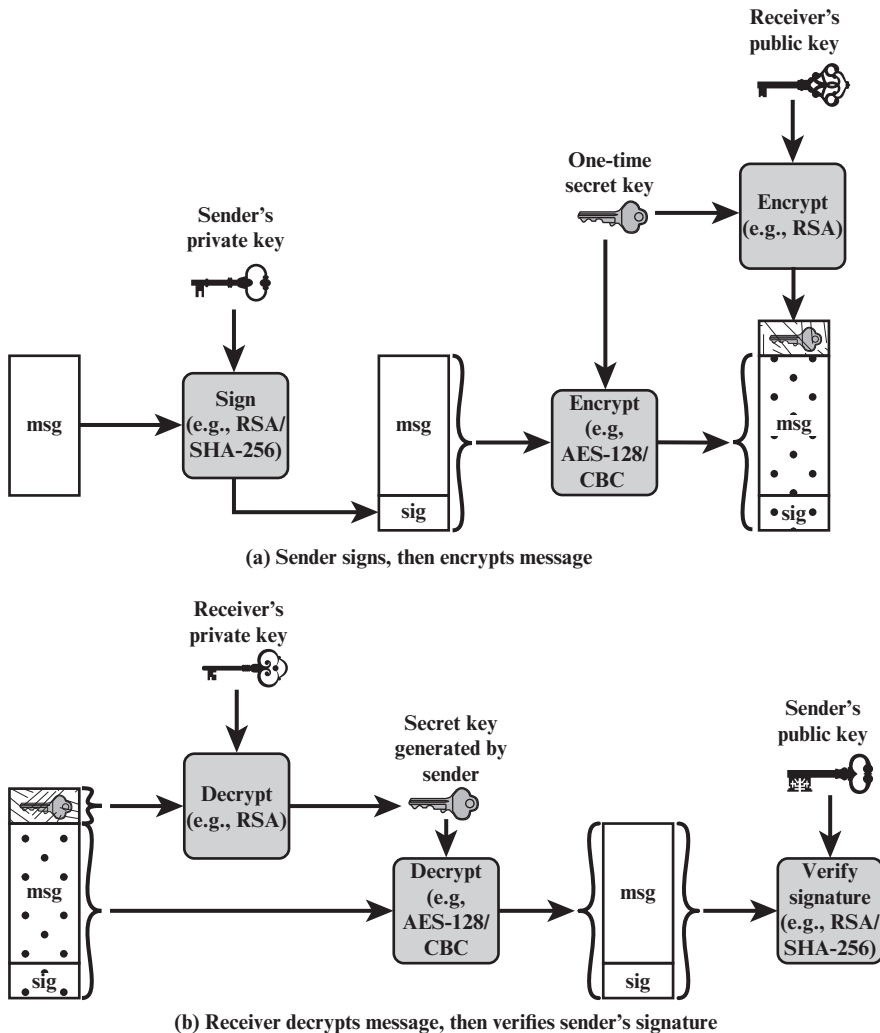 Receiver's
public key
One-time
secret key
Encrypt
(e.g., RSA)
Sender's
private key
msg
Sign
(e.g., RSA/
SHA-256)
msg
sig
Encrypt
(e.g,
AES-128/
CBC
msg
sig
(a) Sender signs, then encrypts message
Receiver's
private key
Secret key
generated by
sender
Sender's
public key
Decrypt
(e.g., RSA)
msg
sig
Decrypt
(e.g,
AES-128/
CBC
msg
sig
Verify
signature
(e.g., RSA/
SHA-256)
(b) Receiver decrypts message, then verifies sender's signature